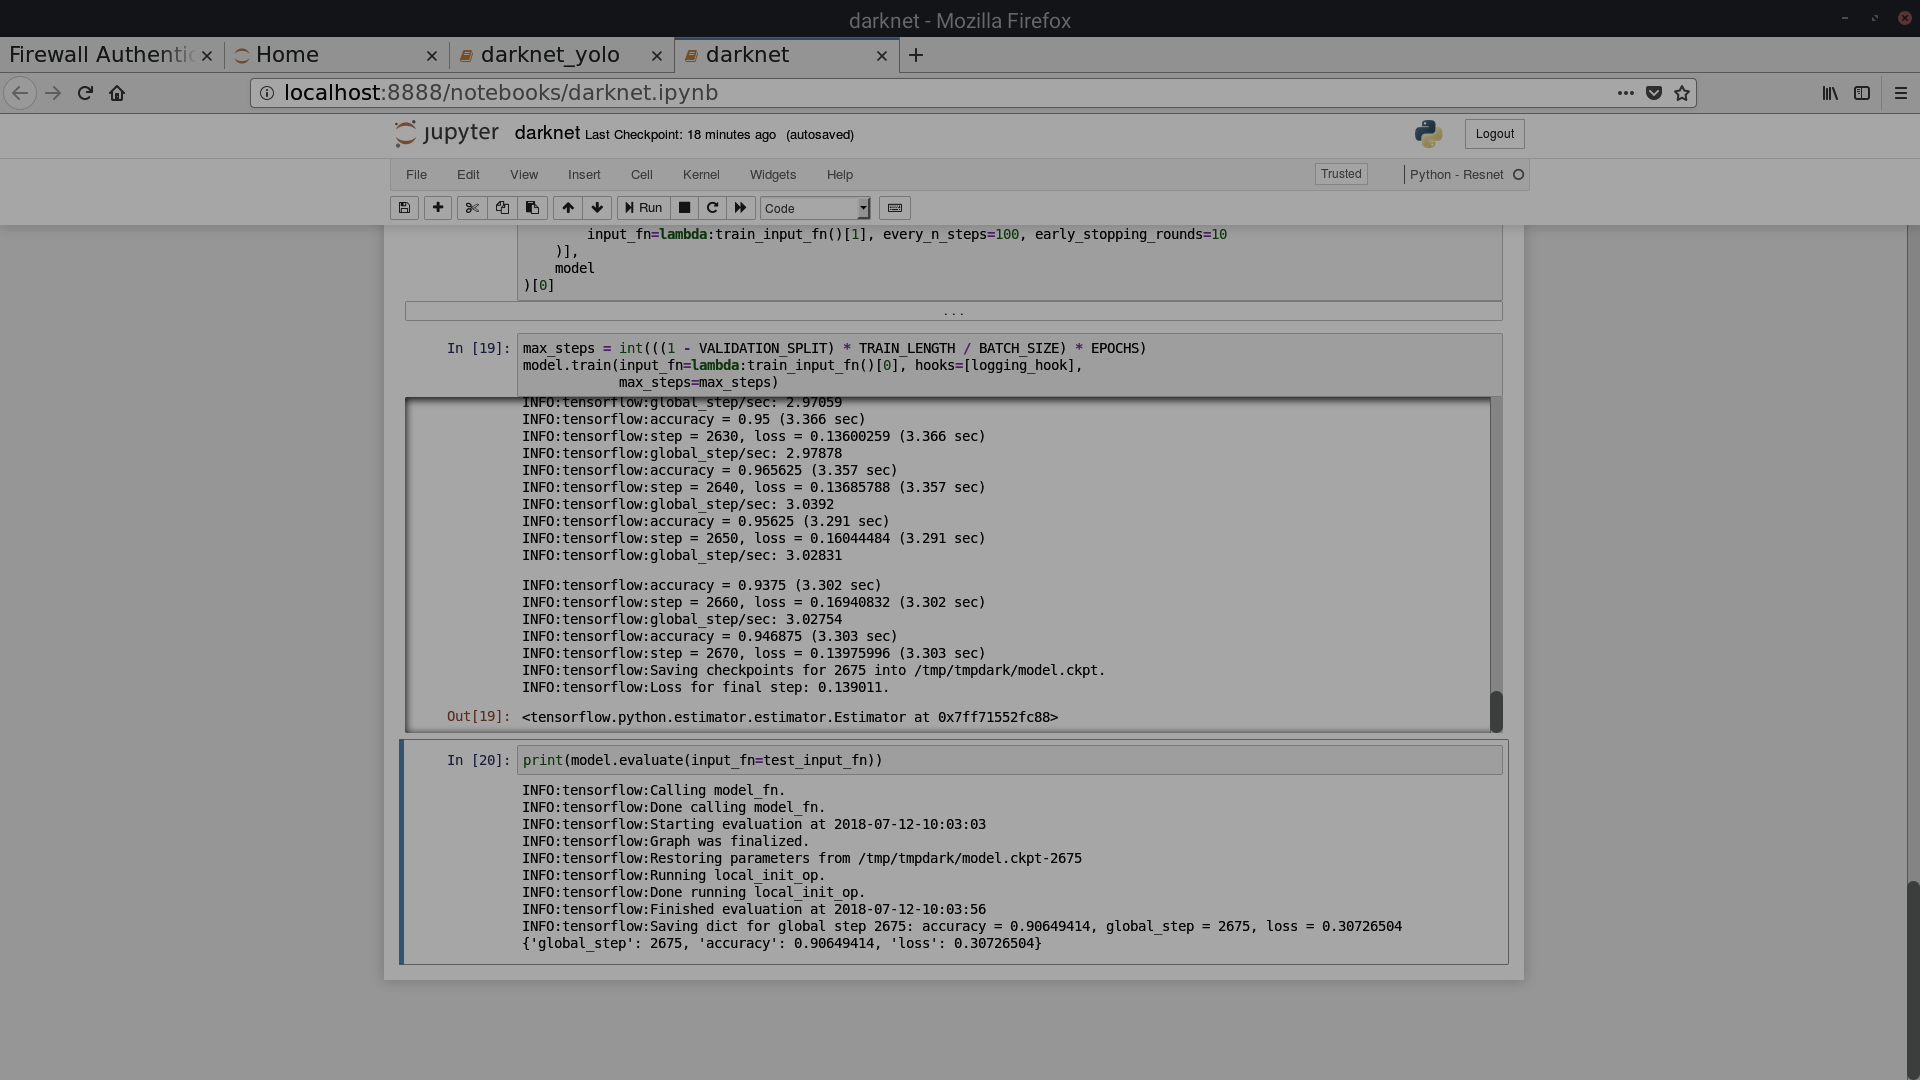 darknet - Mozilla Firefox
Firewall Authentic
Home
darknet_yolo
darknet
localhost:8888/notebooks/darknet.ipynb
jupyter
darknet Last Checkpoint: 18 minutes ago (autosaved)
Logout
File Edit View Insert Cell Kernel Widgets Help
Trusted
Python - Resnet
Run
Code
input_fn=lambda:train_input_fn()[1], every_n_steps=100, early_stopping_rounds=10
)],
model
)[0]
...
In [19]: max_steps = int(((1 - VALIDATION_SPLIT) * TRAIN_LENGTH / BATCH_SIZE) * EPOCHS)
model.train(input_fn=lambda:train_input_fn()[0], hooks=[logging_hook],
max_steps=max_steps)
INFO:tensorflow:global_step/sec: 2.97059
INFO:tensorflow:accuracy = 0.95 (3.366 sec)
INFO:tensorflow:step = 2630, loss = 0.13600259 (3.366 sec)
INFO:tensorflow:global_step/sec: 2.97878
INFO:tensorflow:accuracy = 0.965625 (3.357 sec)
INFO:tensorflow:step = 2640, loss = 0.13685788 (3.357 sec)
INFO:tensorflow:global_step/sec: 3.0392
INFO:tensorflow:accuracy = 0.95625 (3.291 sec)
INFO:tensorflow:step = 2650, loss = 0.16044484 (3.291 sec)
INFO:tensorflow:global_step/sec: 3.02831
INFO:tensorflow:accuracy = 0.9375 (3.302 sec)
INFO:tensorflow:step = 2660, loss = 0.16940832 (3.302 sec)
INFO:tensorflow:global_step/sec: 3.02754
INFO:tensorflow:accuracy = 0.946875 (3.303 sec)
INFO:tensorflow:step = 2670, loss = 0.13975996 (3.303 sec)
INFO:tensorflow:Saving checkpoints for 2675 into /tmp/tmpdark/model.ckpt.
INFO:tensorflow:Loss for final step: 0.139011.
Out[19]: <tensorflow.python.estimator.estimator.Estimator at 0x7ff71552fc88>
In [20]: print(model.evaluate(input_fn=test_input_fn))
INFO:tensorflow:Calling model_fn.
INFO:tensorflow:Done calling model_fn.
INFO:tensorflow:Starting evaluation at 2018-07-12-10:03:03
INFO:tensorflow:Graph was finalized.
INFO:tensorflow:Restoring parameters from /tmp/tmpdark/model.ckpt-2675
INFO:tensorflow:Running local_init_op.
INFO:tensorflow:Done running local_init_op.
INFO:tensorflow:Finished evaluation at 2018-07-12-10:03:56
INFO:tensorflow:Saving dict for global step 2675: accuracy = 0.90649414, global_step = 2675, loss = 0.30726504
{'global_step': 2675, 'accuracy': 0.90649414, 'loss': 0.30726504}